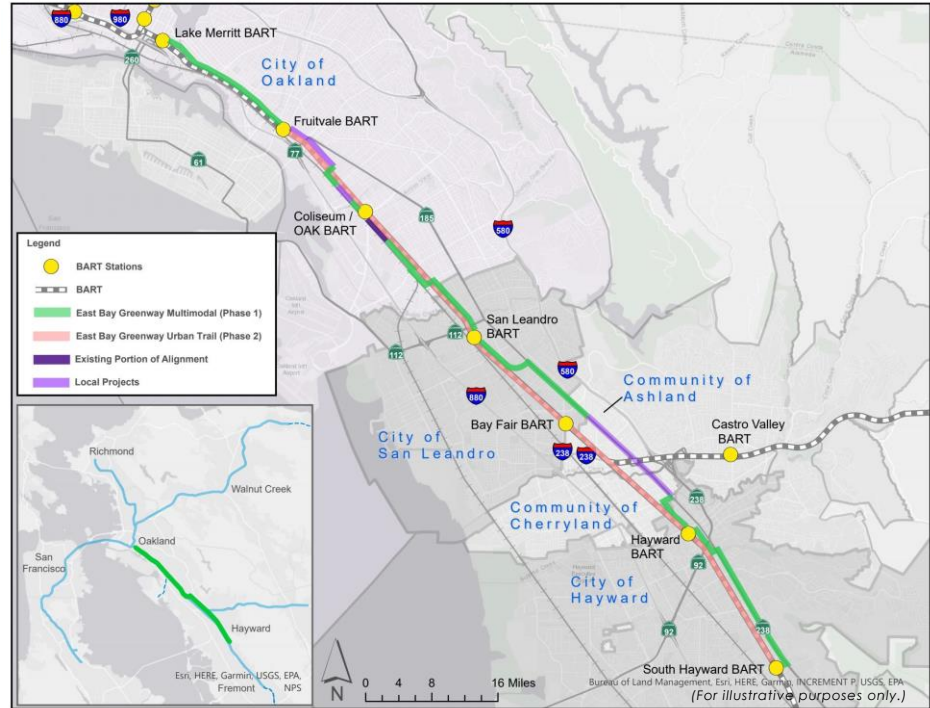 880
980
Lake Merritt BART
260
City of
Oakland
Fruitvale BART
77
61
185
Coliseum /
OAK BART
580
Legend
BART Stations
BART
East Bay Greenway Multimodal (Phase 1)
East Bay Greenway Urban Trail (Phase 2)
Existing Portion of Alignment
Local Projects
San Leandro
BART
112
112
580
880
Community of
Ashland
Bay Fair BART
Castro Valley
BART
City of
San Leandro
238
238
238
Community of
Cherryland
Hayward
BART
92
City of
Hayward
92
238
South Hayward BART
Richmond
Walnut Creek
Oakland
San
Francisco
Hayward
Esri, HERE, Garmin, USGS, EPA,
Fremont NPS
N
0 4 8 16 Miles
Bureau of Land Management, Esri, HERE, Garmin, INCREMENT P, USGS, EPA
(For illustrative purposes only.)